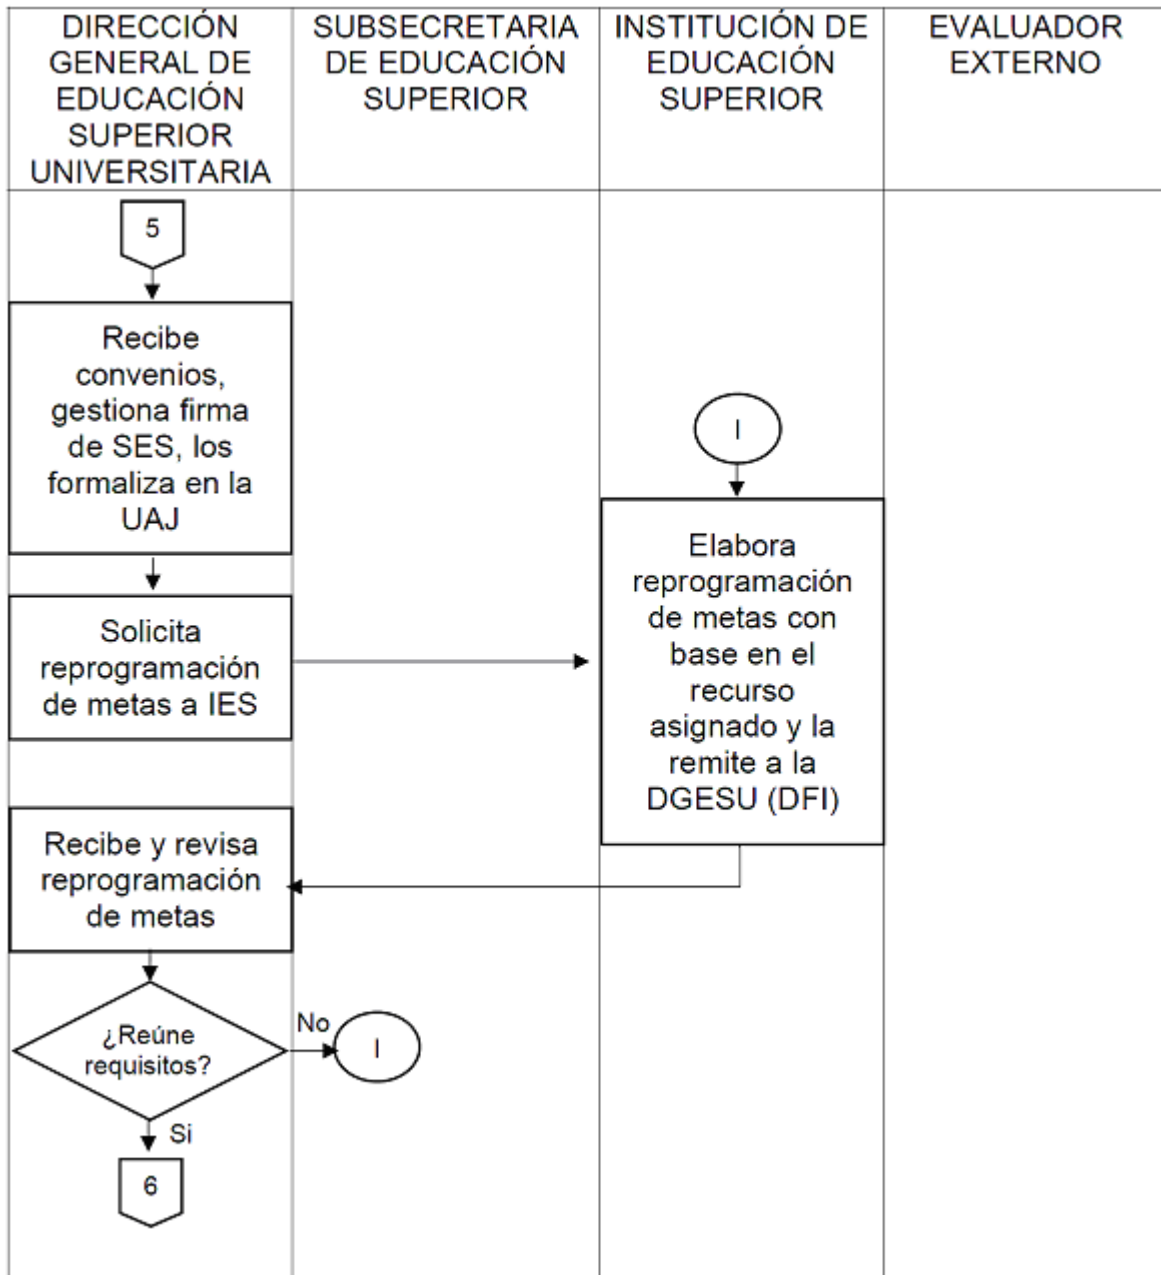 DIRECCIÓN
GENERAL DE
EDUCACIÓN
SUPERIOR
UNIVERSITARIA
SUBSECRETARIA
DE EDUCACIÓN
SUPERIOR
INSTITUCIÓN DE
EDUCACIÓN
SUPERIOR
EVALUADOR
EXTERNO
5
Recibe
convenios,
gestiona firma
de SES, los
formaliza en la
UAJ
Solicita
reprogramación
de metas a IES
I
Elabora
reprogramación
de metas con
base en el
recurso
asignado y la
remite a la
DGESU (DFI)
Recibe y revisa
reprogramación
de metas
¿Reúne
requisitos?
No
I
Si
6